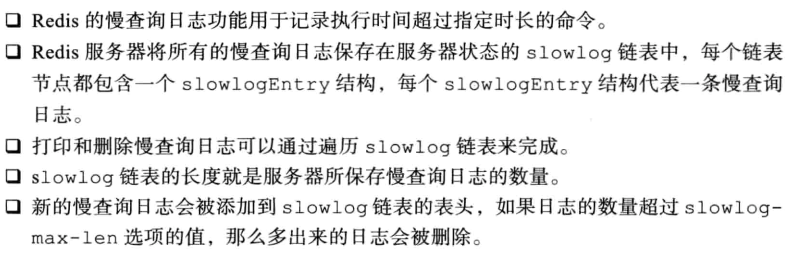 ❑ Redis 的慢查询日志功能用于记录执行时间超过指定时长的命令。
❑ Redis 服务器将所有的慢查询日志保存在服务器状态的 slowlog 链表中，每个链表
节点都包含一个 slowlogEntry 结构，每个 slowlogEntry 结构代表一条慢查询
日志。
❑ 打印和删除慢查询日志可以通过遍历 slowlog 链表来完成。
❑ slowlog 链表的长度就是服务器所保存慢查询日志的数量。
❑ 新的慢查询日志会被添加到 slowlog 链表的表头，如果日志的数量超过 slowlog-
max-len 选项的值，那么多出来的日志会被删除。